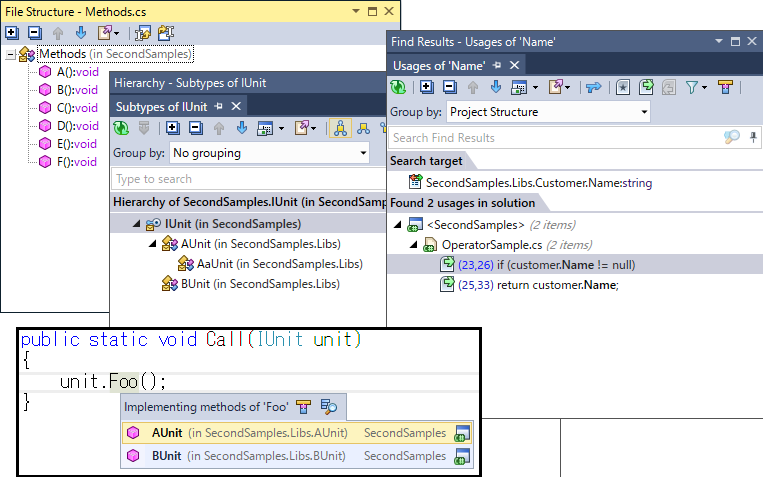 File Structure - Methods.cs
Methods (in SecondSamples)
A():void
B():void
C():void
D():void
E():void
F():void
Hierarchy - Subtypes of IUnit
Subtypes of IUnit
Group by: No grouping
Type to search
Hierarchy of SecondSamples.IUnit (in SecondSamp
IUnit (in SecondSamples)
AUnit (in SecondSamples.Libs)
AaUnit (in SecondSamples.Libs)
BUnit (in SecondSamples.Libs)
Find Results - Usages of 'Name'
Usages of 'Name'
Group by: Project Structure
Search Find Results
Search target
SecondSamples.Libs.Customer.Name:string
Found 2 usages in solution
<SecondSamples> (2 items)
OperatorSample.cs (2 items)
(23,26) if (customer.Name != null)
(25,33) return customer.Name;
public static void Call(IUnit unit)
{
unit.Foo();
}
Implementing methods of 'Foo'
AUnit (in SecondSamples.Libs.AUnit) SecondSamples
BUnit (in SecondSamples.Libs.BUnit) SecondSamples